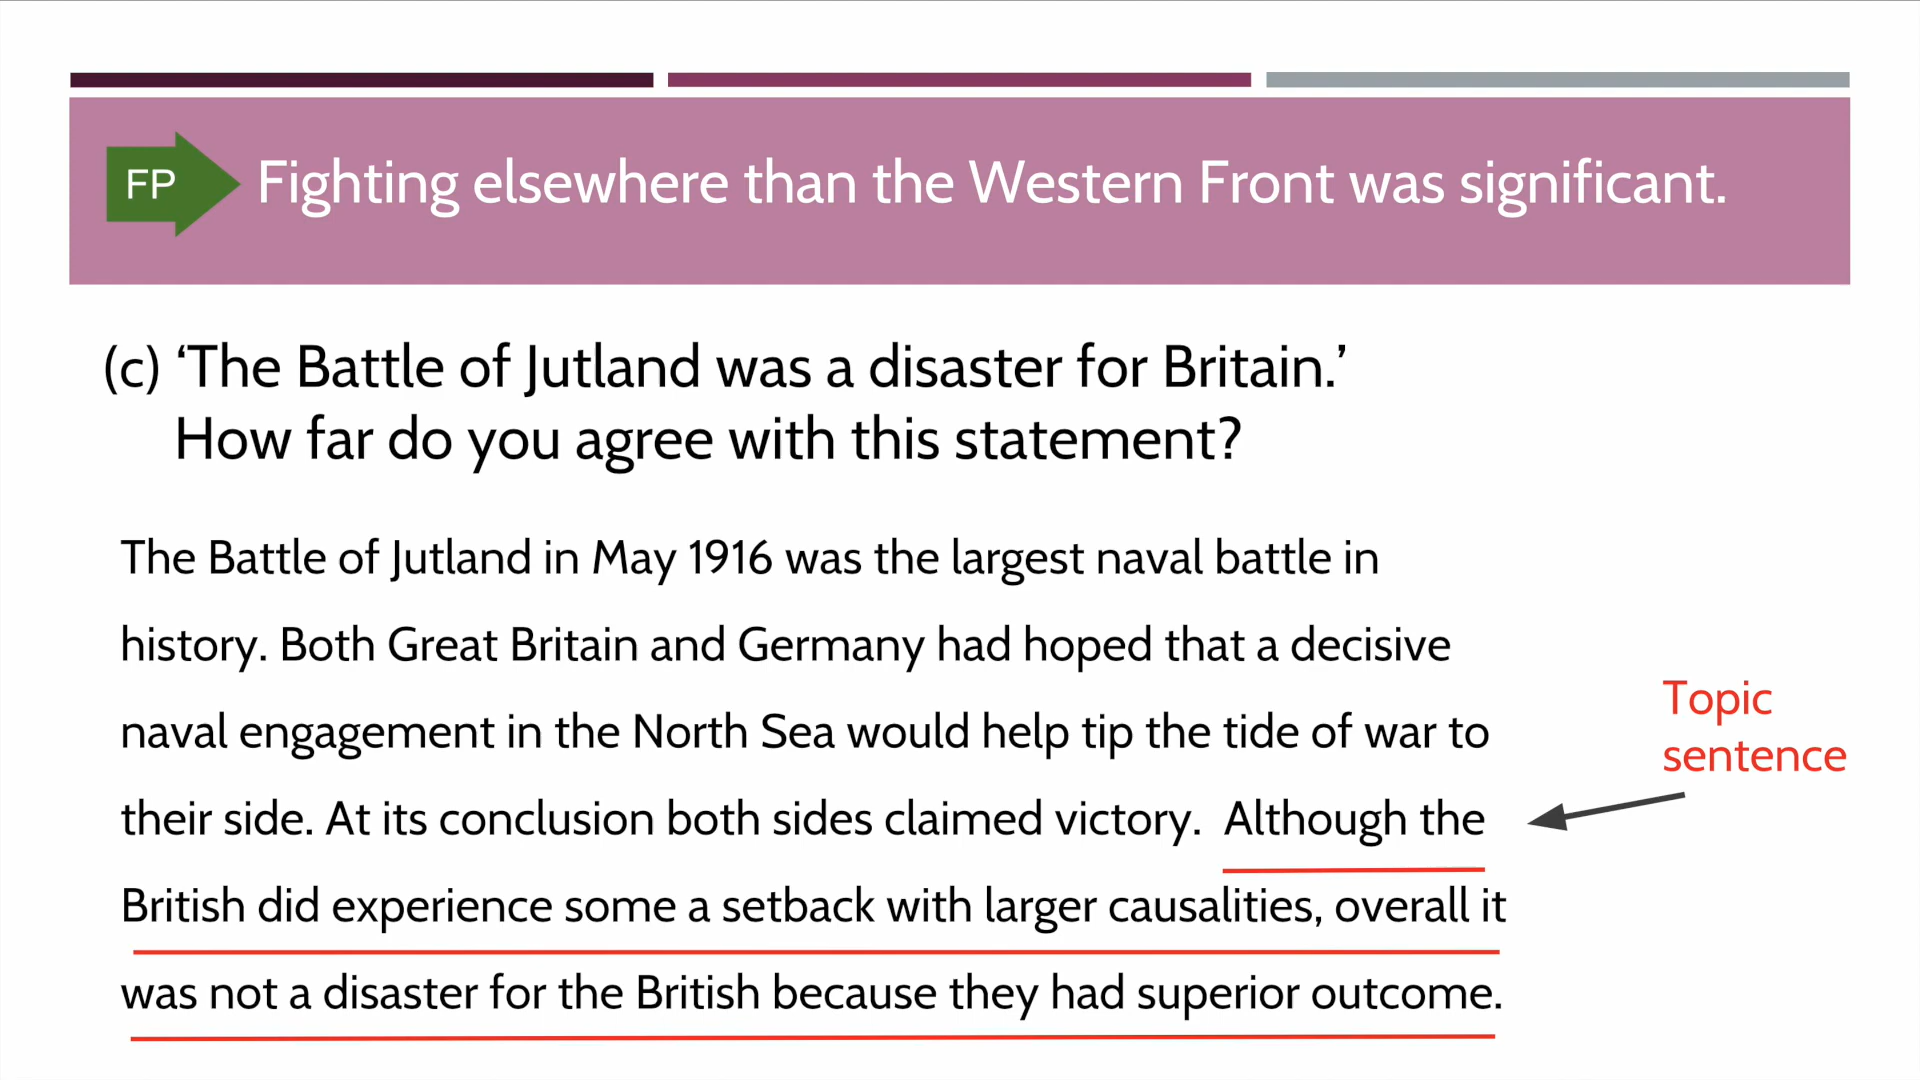 FP
Fighting elsewhere than the Western Front was significant.
(c) ‘The Battle of Jutland was a disaster for Britain.’
How far do you agree with this statement?
The Battle of Jutland in May 1916 was the largest naval battle in
history. Both Great Britain and Germany had hoped that a decisive
naval engagement in the North Sea would help tip the tide of war to
their side. At its conclusion both sides claimed victory. Although the
British did experience some a setback with larger causalities, overall it
was not a disaster for the British because they had superior outcome.
Topic
sentence